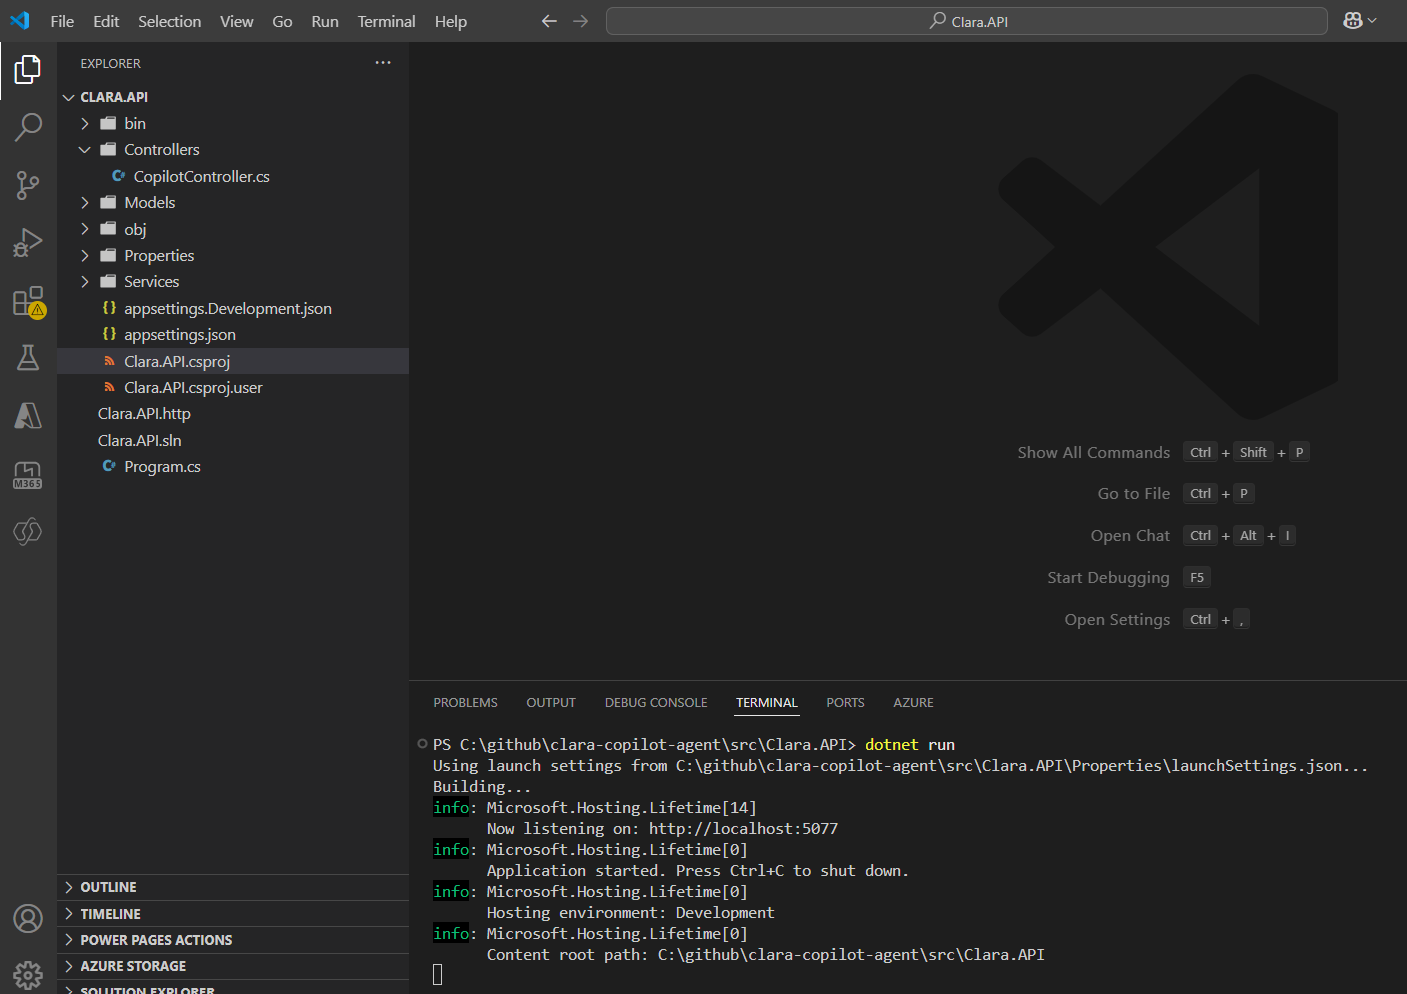 File Edit Selection View Go Run Terminal Help
Clara.API
EXPLORER
CLARA.API
bin
Controllers
C# CopilotController.cs
Models
obj
Properties
Services
{} appsettings.Development.json
{} appsettings.json
Clara.API.csproj
Clara.API.csproj.user
Clara.API.http
Clara.API.sln
C# Program.cs
M365
OUTLINE
TIMELINE
POWER PAGES ACTIONS
AZURE STORAGE
SOLUTION EXPLORER
Show All Commands Ctrl + Shift + P
Go to File Ctrl + P
Open Chat Ctrl + Alt + I
Start Debugging F5
Open Settings Ctrl + ,
PROBLEMS OUTPUT DEBUG CONSOLE TERMINAL PORTS AZURE
PS C:\github\clara-copilot-agent\src\Clara.API> dotnet run
Using launch settings from C:\github\clara-copilot-agent\src\Clara.API\Properties\launchSettings.json...
Building...
info: Microsoft.Hosting.Lifetime[14]
Now listening on: http://localhost:5077
info: Microsoft.Hosting.Lifetime[0]
Application started. Press Ctrl+C to shut down.
info: Microsoft.Hosting.Lifetime[0]
Hosting environment: Development
info: Microsoft.Hosting.Lifetime[0]
Content root path: C:\github\clara-copilot-agent\src\Clara.API